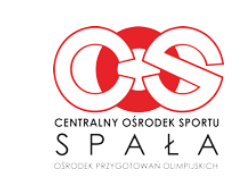 COS
CENTRALNY OŚRODEK SPORTU
SPAŁA
OŚRODEK PRZYGOTOWAŃ OLIMPIJSKICH